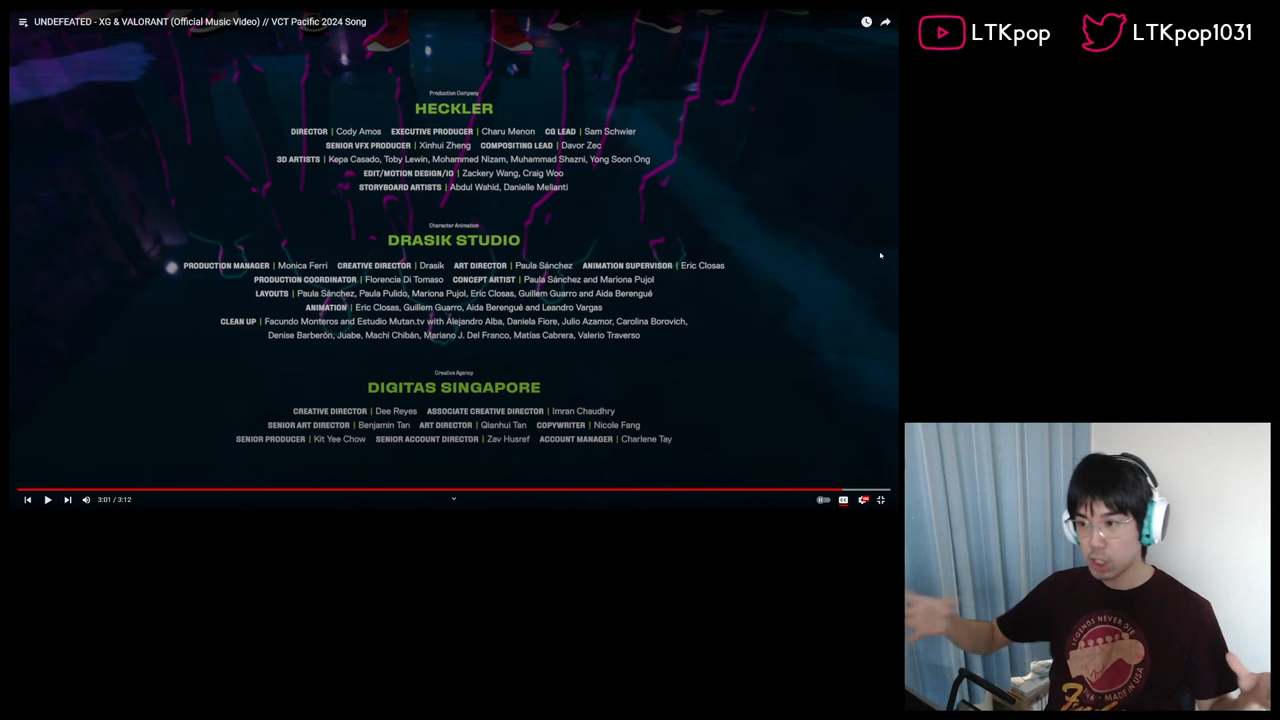 UNDEFEATED - XG & VALORANT (Official Music Video) // VCT Pacific 2024 Song
LTKpop
LTKpop1031
Production Company
HECKLER
DIRECTOR | Cody Amos EXECUTIVE PRODUCER | Charu Menon CG LEAD | Sam Schwier
SENIOR VFX PRODUCER | Xinhui Zheng COMPOSITING LEAD | Davor Zec
3D ARTISTS | Kepa Casado, Toby Lewin, Mohammed Nizam, Muhammad Shazni, Yong Soon Ong
EDIT/MOTION DESIGN/IO | Zackery Wang, Craig Woo
STORYBOARD ARTISTS | Abdul Wahid, Danielle Melianti
Character Animation
DRASIK STUDIO
PRODUCTION MANAGER | Monica Ferri CREATIVE DIRECTOR | Drasik ART DIRECTOR | Paula Sánchez ANIMATION SUPERVISOR | Eric Closas
PRODUCTION COORDINATOR | Florencia Di Tomaso CONCEPT ARTIST | Paula Sánchez and Mariona Pujol
LAYOUTS | Paula Sánchez, Paula Pulido, Mariona Pujol, Eric Closas, Guillem Guarro and Aida Berengué
ANIMATION | Eric Closas, Guillem Guarro, Aida Berengué and Leandro Vargas
CLEAN UP | Facundo Monteros and Estudio Mutan.tv with Alejandro Alba, Daniela Fiore, Julio Azamor, Carolina Borovich,
Denise Barberón, Juabe, Machi Chibán, Mariano J. Del Franco, Matías Cabrera, Valerio Traverso
Creative Agency
DIGITAS SINGAPORE
CREATIVE DIRECTOR | Dee Reyes ASSOCIATE CREATIVE DIRECTOR | Imran Chaudhry
SENIOR ART DIRECTOR | Benjamin Tan ART DIRECTOR | Qianhui Tan COPYWRITER | Nicole Fang
SENIOR PRODUCER | Kit Yee Chow SENIOR ACCOUNT DIRECTOR | Zav Husref ACCOUNT MANAGER | Charlene Tay
3:01 / 3:12
LEGENDS NEVER DIE
MADE IN USA